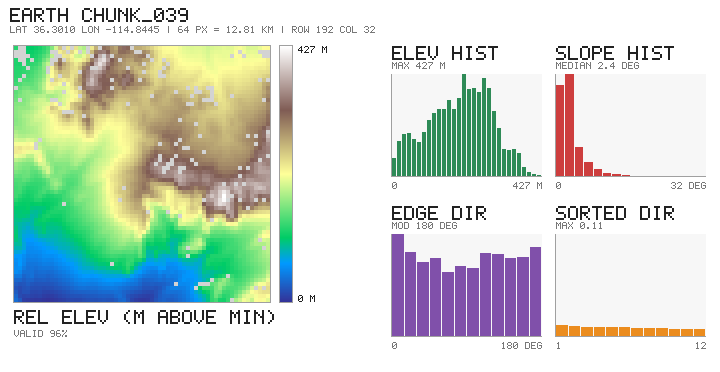 EARTH CHUNK_039
LAT 36.3010 LON -114.8445 | 64 PX = 12.81 KM | ROW 192 COL 32
427 M
0 M
REL ELEV (M ABOVE MIN)
VALID 96%
ELEV HIST
MAX 427 M
0 427 M
SLOPE HIST
MEDIAN 2.4 DEG
0 32 DEG
EDGE DIR
MOD 180 DEG
0 180 DEG
SORTED DIR
MAX 0.11
1 12